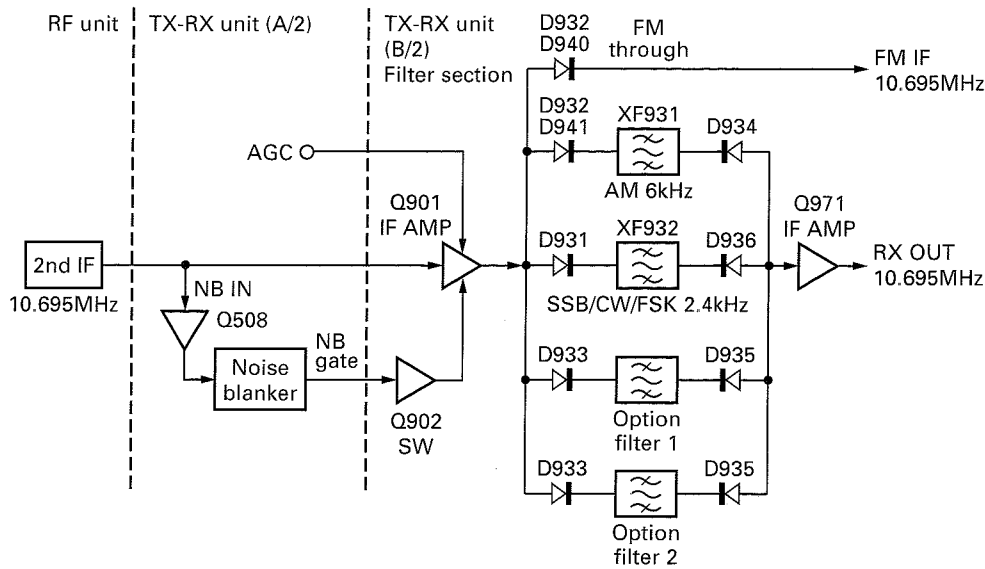 RF unit
TX-RX unit (A/2)
TX-RX unit
(B/2)
Filter section
D932
D940
FM
through
FM IF
10.695MHz
D932
D941
XF931
D934
AM 6kHz
AGC
Q901
IF AMP
Q971
IF AMP
2nd IF
10.695MHz
D931
XF932
D936
SSB/CW/FSK 2.4kHz
RX OUT
10.695MHz
NB IN
Q508
Noise
blanker
NB
gate
Q902
SW
D933
D935
Option
filter 1
D933
D935
Option
filter 2